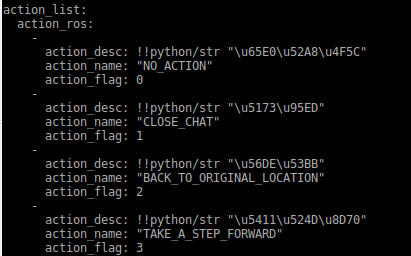 action_list:
  action_ros:
    -
      action_desc: !!python/str "\u65E0\u52A8\u4F5C"
      action_name: "NO_ACTION"
      action_flag: 0
    -
      action_desc: !!python/str "\u5173\u95ED"
      action_name: "CLOSE_CHAT"
      action_flag: 1
    -
      action_desc: !!python/str "\u56DE\u53BB"
      action_name: "BACK_TO_ORIGINAL_LOCATION"
      action_flag: 2
    -
      action_desc: !!python/str "\u5411\u524D\u8D70"
      action_name: "TAKE_A_STEP_FORWARD"
      action_flag: 3